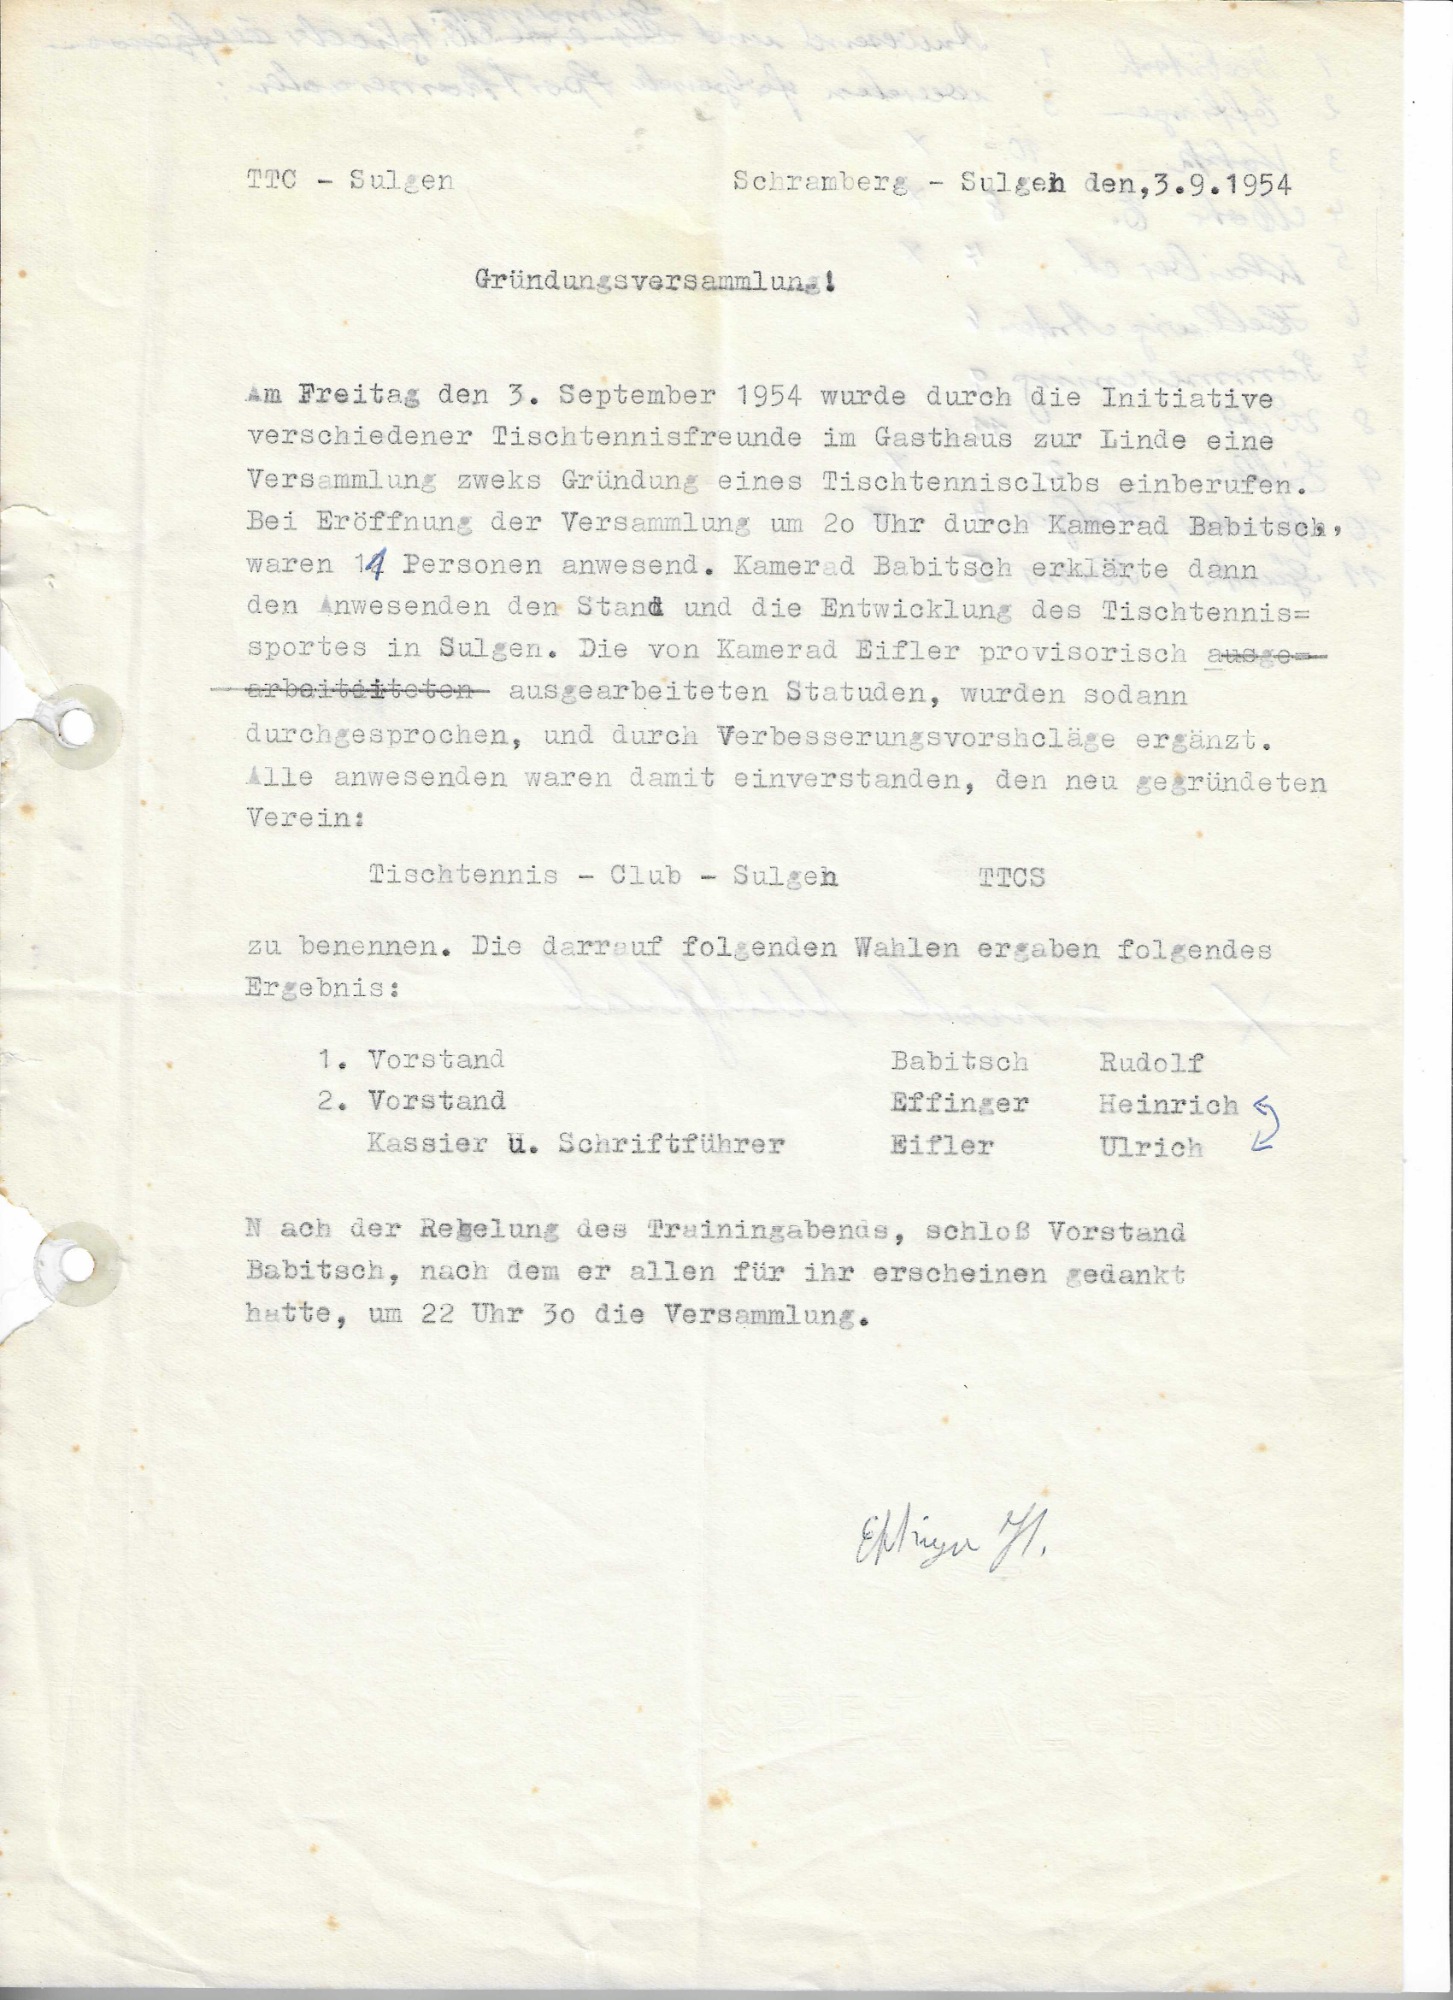 TTC - Sulgen Schramberg - Sulgen den,3.9.1954
Gründungsversammlung!
Am Freitag den 3. September 1954 wurde durch die Initiative
verschiedener Tischtennisfreunde im Gasthaus zur Linde eine
Versammlung zweks Gründung eines Tischtennisclubs einberufen.
Bei Eröffnung der Versammlung um 2o Uhr durch Kamerad Babitsch,
waren 11 Personen anwesend. Kamerad Babitsch erklärte dann
den Anwesenden den Stand und die Entwicklung des Tischtennis=
sportes in Sulgen. Die von Kamerad Eifler provisorisch ausge-
ausgearbeiteten Statuden, wurden sodann
durchgesprochen, und durch Verbesserungsvorshcläge ergänzt.
Alle anwesenden waren damit einverstanden, den neu gegründeten
Verein:
Tischtennis - Club - Sulgen TTCS
zu benennen. Die darrauf folgenden Wahlen ergaben folgendes
Ergebnis:
1. Vorstand Babitsch Rudolf
2. Vorstand Effinger Heinrich
Kassier u. Schriftführer Eifler Ulrich
N ach der Regelung des Trainingabends, schloß Vorstand
Babitsch, nach dem er allen für ihr erscheinen gedankt
hatte, um 22 Uhr 3o die Versammlung.
Effinger H.